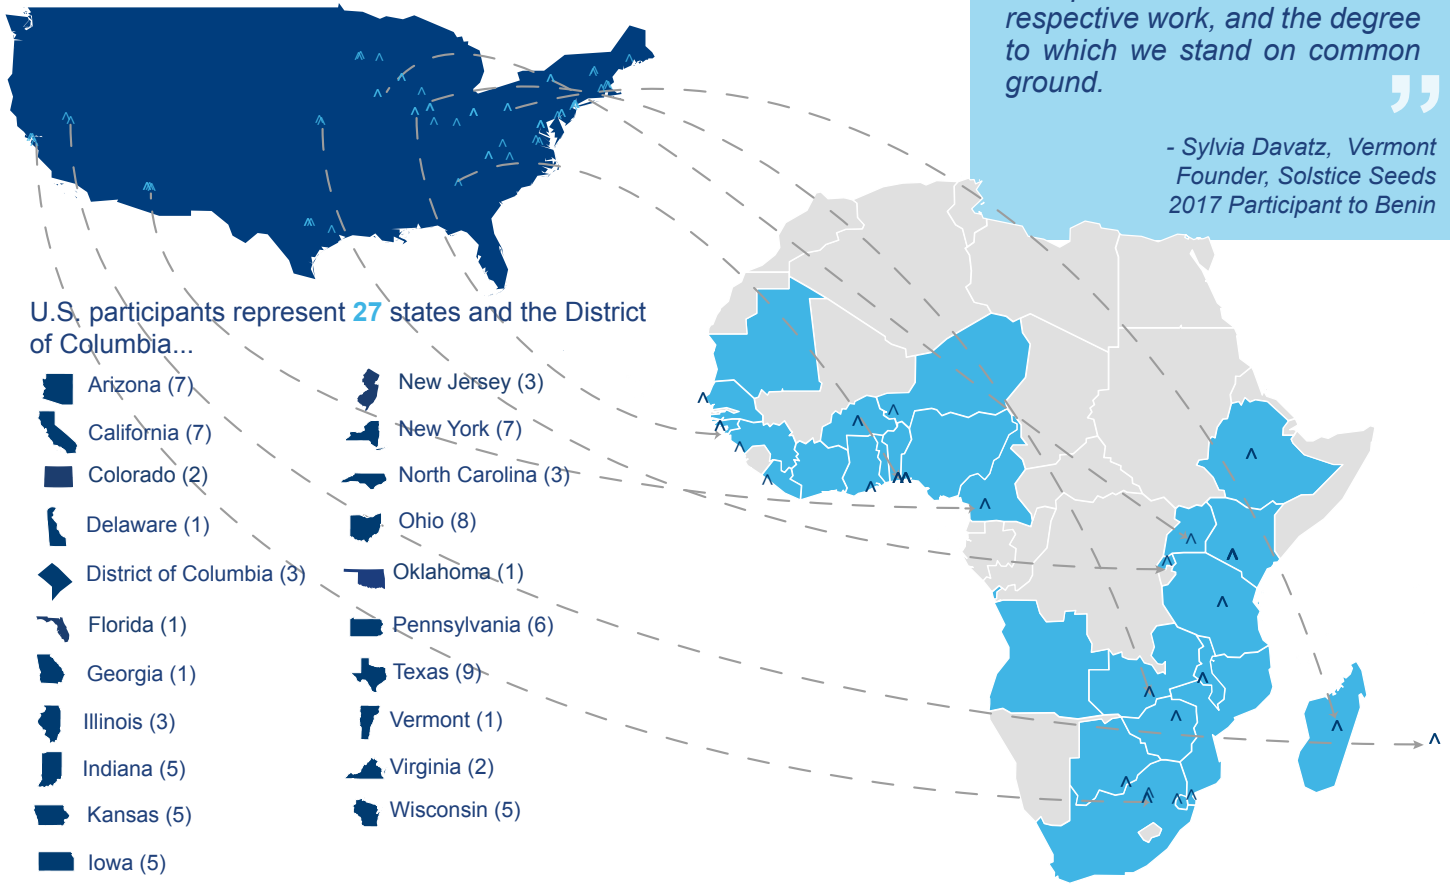 respective work, and the degree
to which we stand on common
ground.
”
- Sylvia Davatz, Vermont
Founder, Solstice Seeds
2017 Participant to Benin
U.S. participants represent 27 states and the District
of Columbia...
Arizona (7)
California (7)
Colorado (2)
Delaware (1)
District of Columbia (3)
Florida (1)
Georgia (1)
Illinois (3)
Indiana (5)
Kansas (5)
Iowa (5)
New Jersey (3)
New York (7)
North Carolina (3)
Ohio (8)
Oklahoma (1)
Pennsylvania (6)
Texas (9)
Vermont (1)
Virginia (2)
Wisconsin (5)